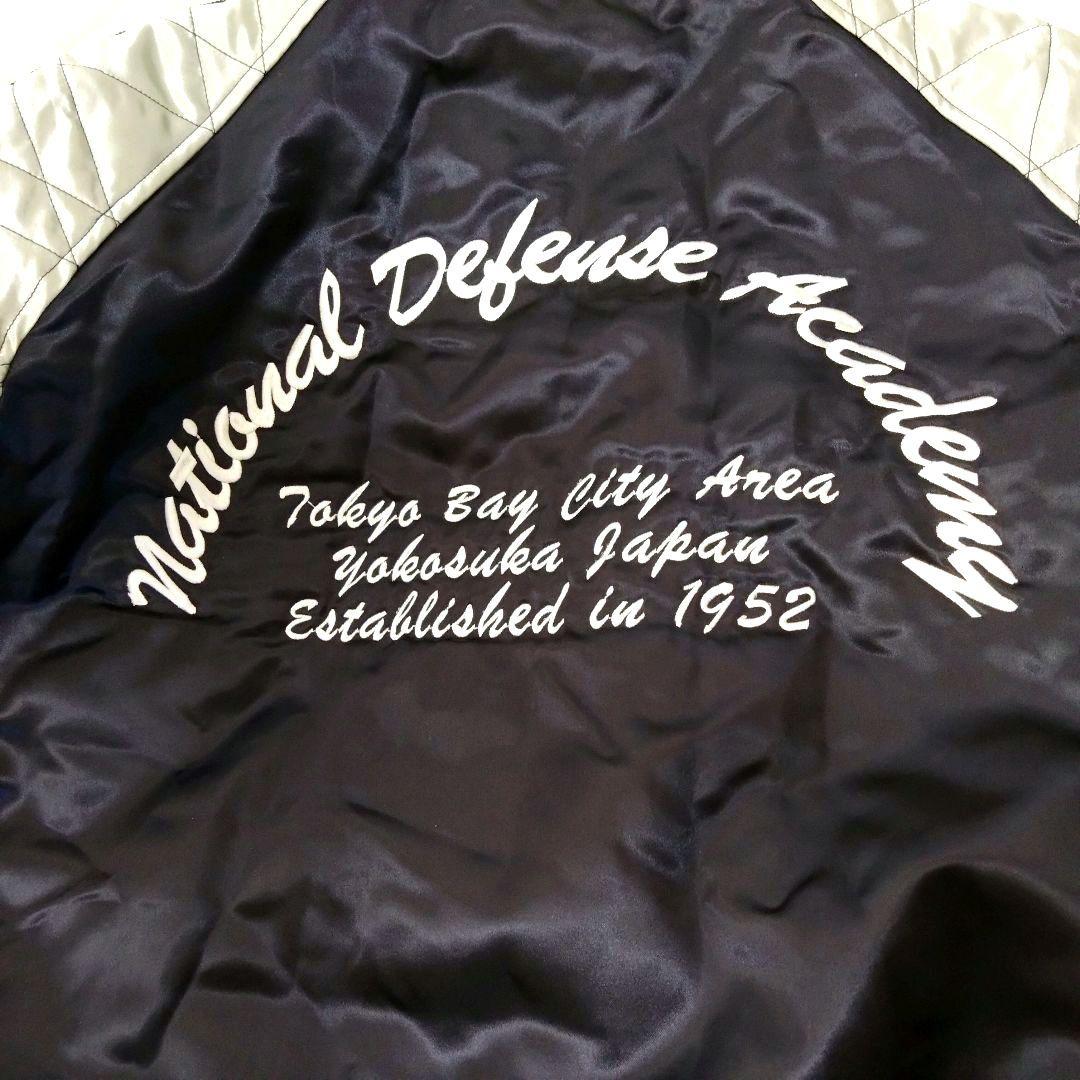 National Defense Academy
Tokyo Bay City Area
Yokosuka Japan
Established in 1952